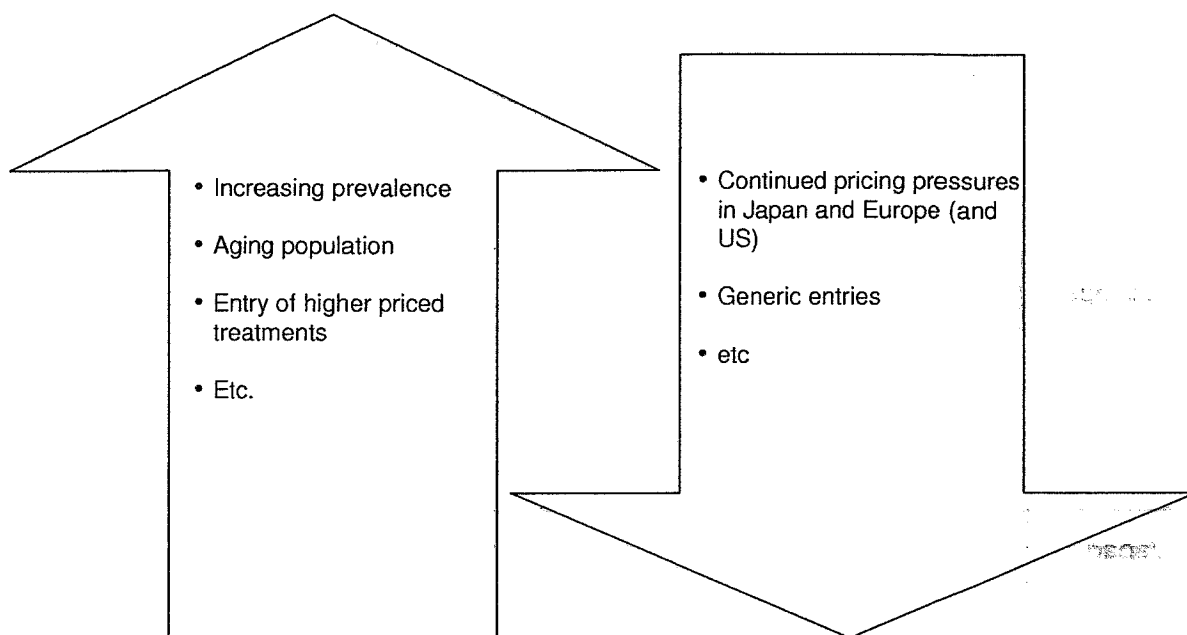 • Increasing prevalence
• Aging population
• Entry of higher priced
treatments
• Etc.
• Continued pricing pressures
in Japan and Europe (and
US)
• Generic entries
• etc